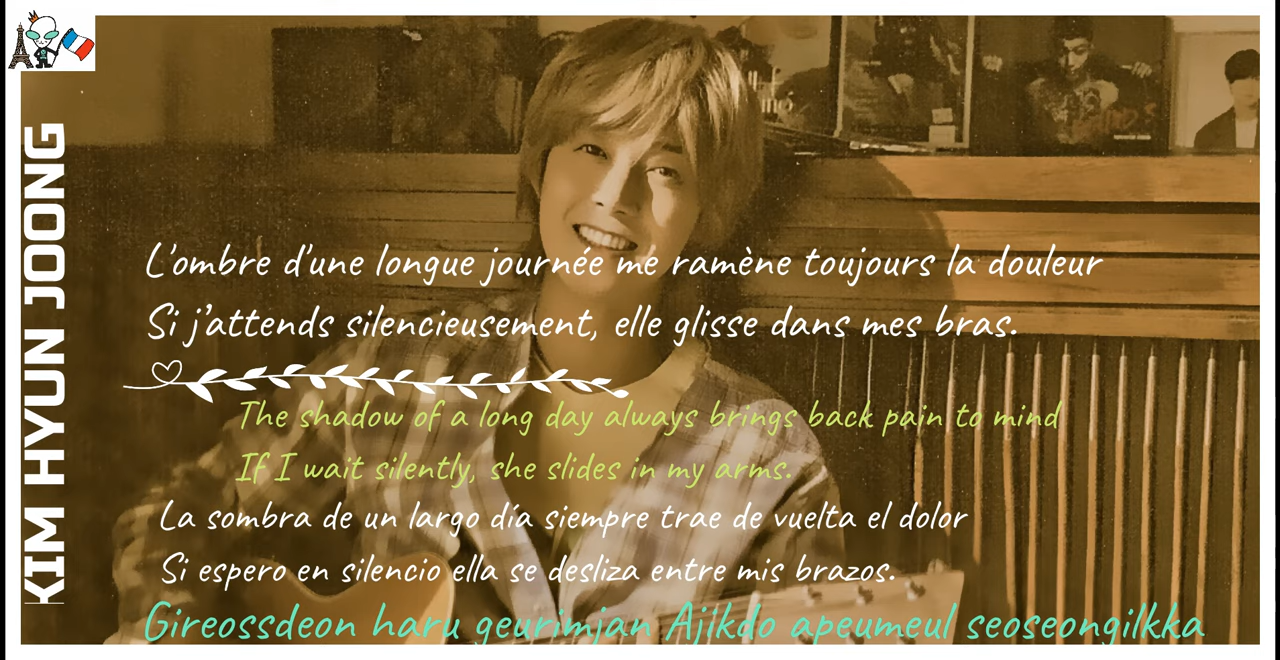 KIM HYUN JOONG
L'ombre d'une longue journée me ramène toujours la douleur
Si j'attends silencieusement, elle glisse dans mes bras.
The shadow of a long day always brings back pain to mind
If I wait silently, she slides in my arms.
La sombra de un largo día siempre trae de vuelta el dolor
Si espero en silencio ella se desliza entre mis brazos.
Gireossdeon haru geurimjan Ajikdo apeumeul seoseongilkka